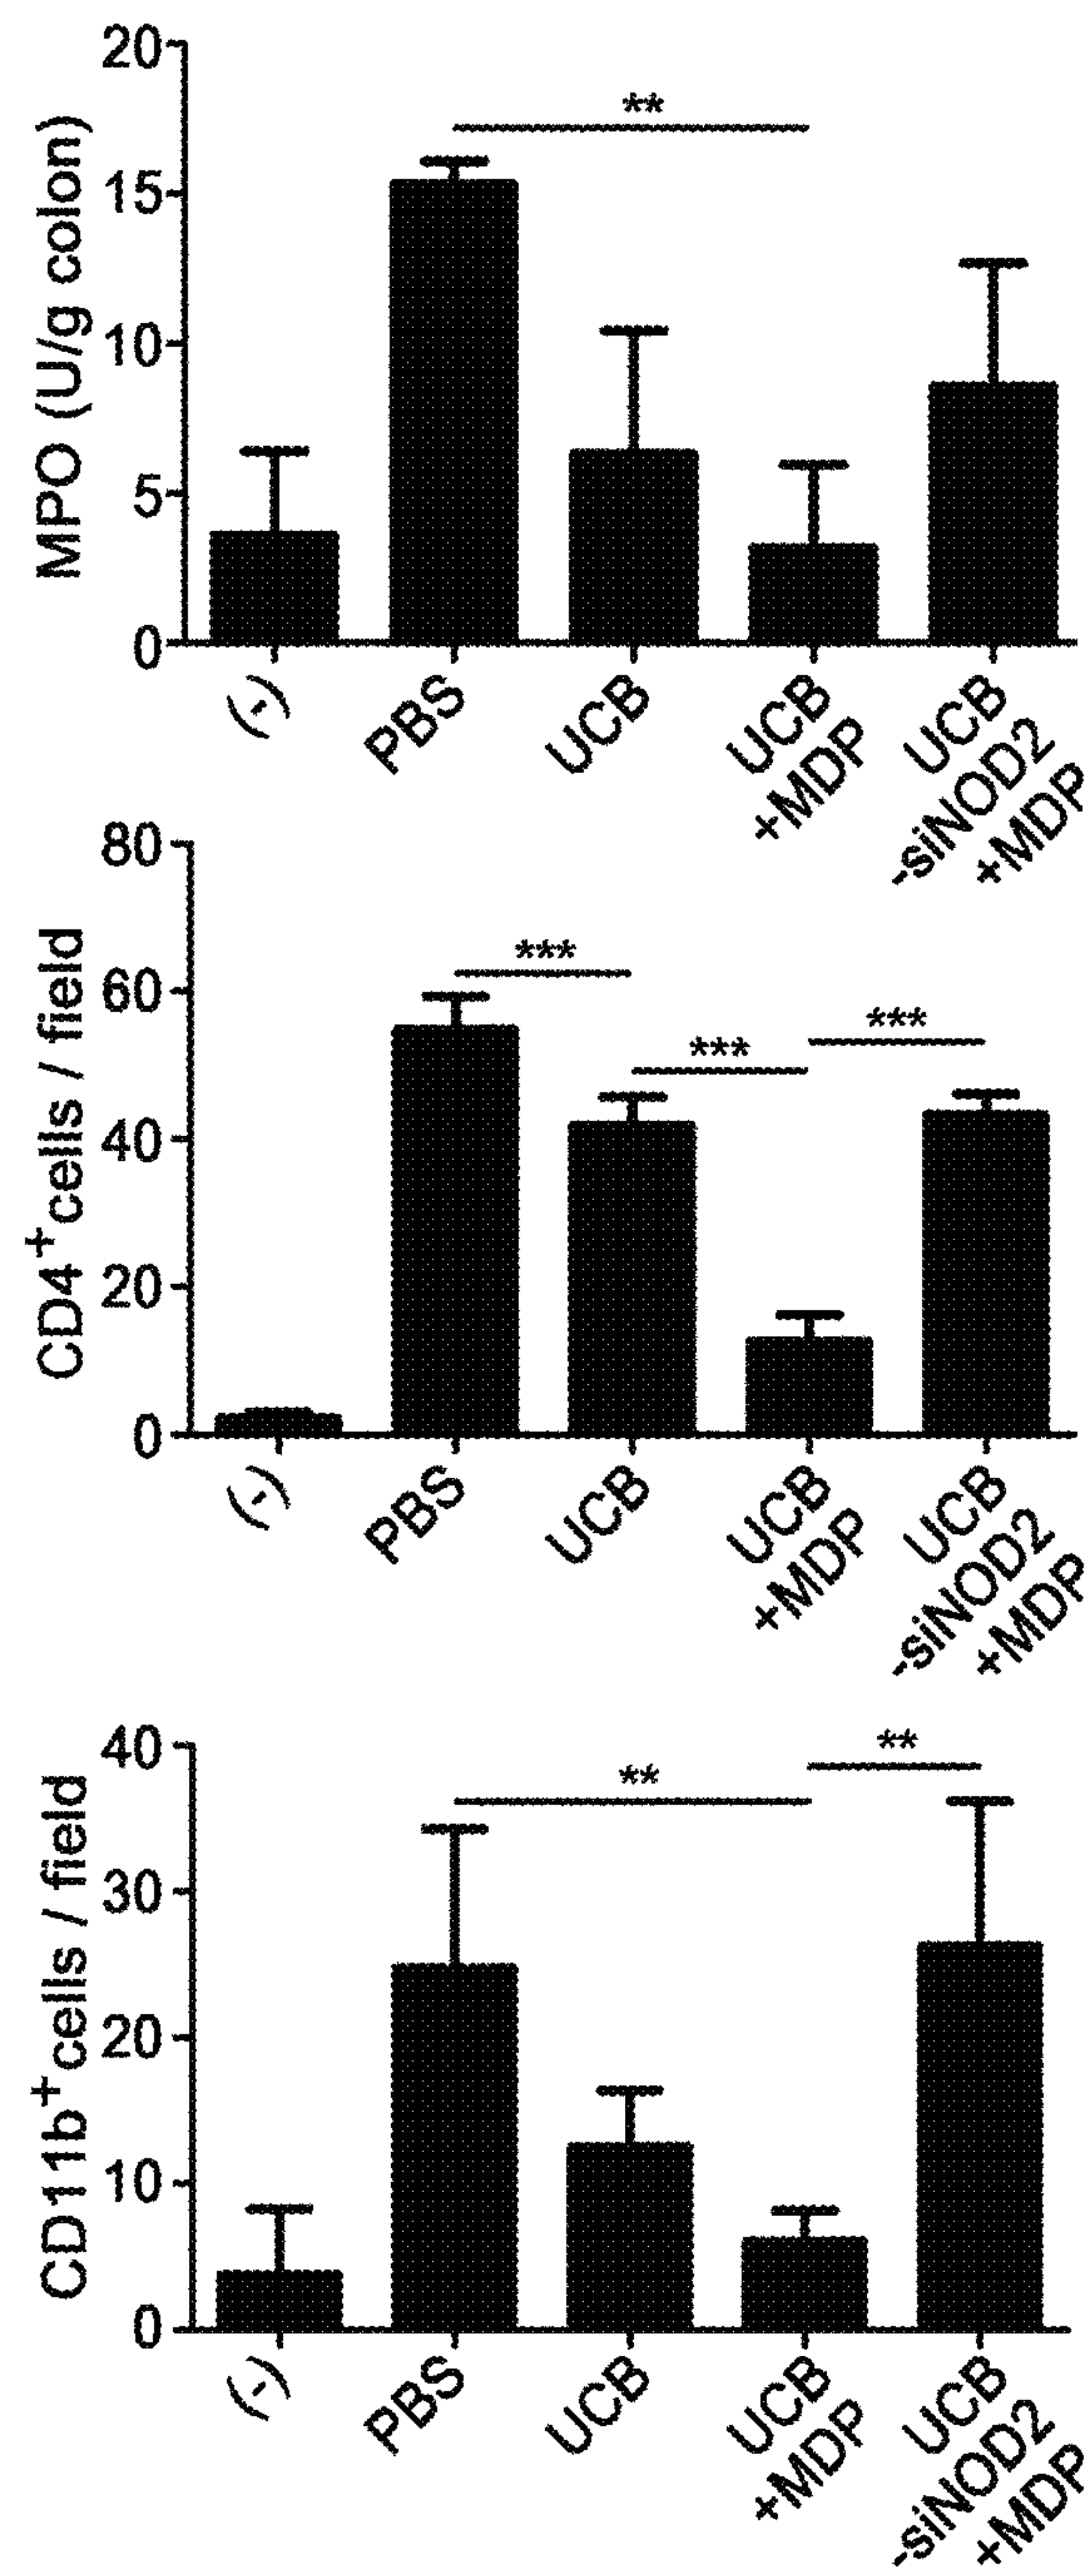 MPO (U/g colon)
20
15
10
5
0
**
(-)
PBS
UCB
UCB
+MDP
UCB
-siNOD2
+MDP
CD4+cells / field
80
60
40
20
0
***
***
***
(-)
PBS
UCB
UCB
+MDP
UCB
-siNOD2
+MDP
CD11b+cells / field
40
30
20
10
0
**
**
(-)
PBS
UCB
UCB
+MDP
UCB
-siNOD2
+MDP